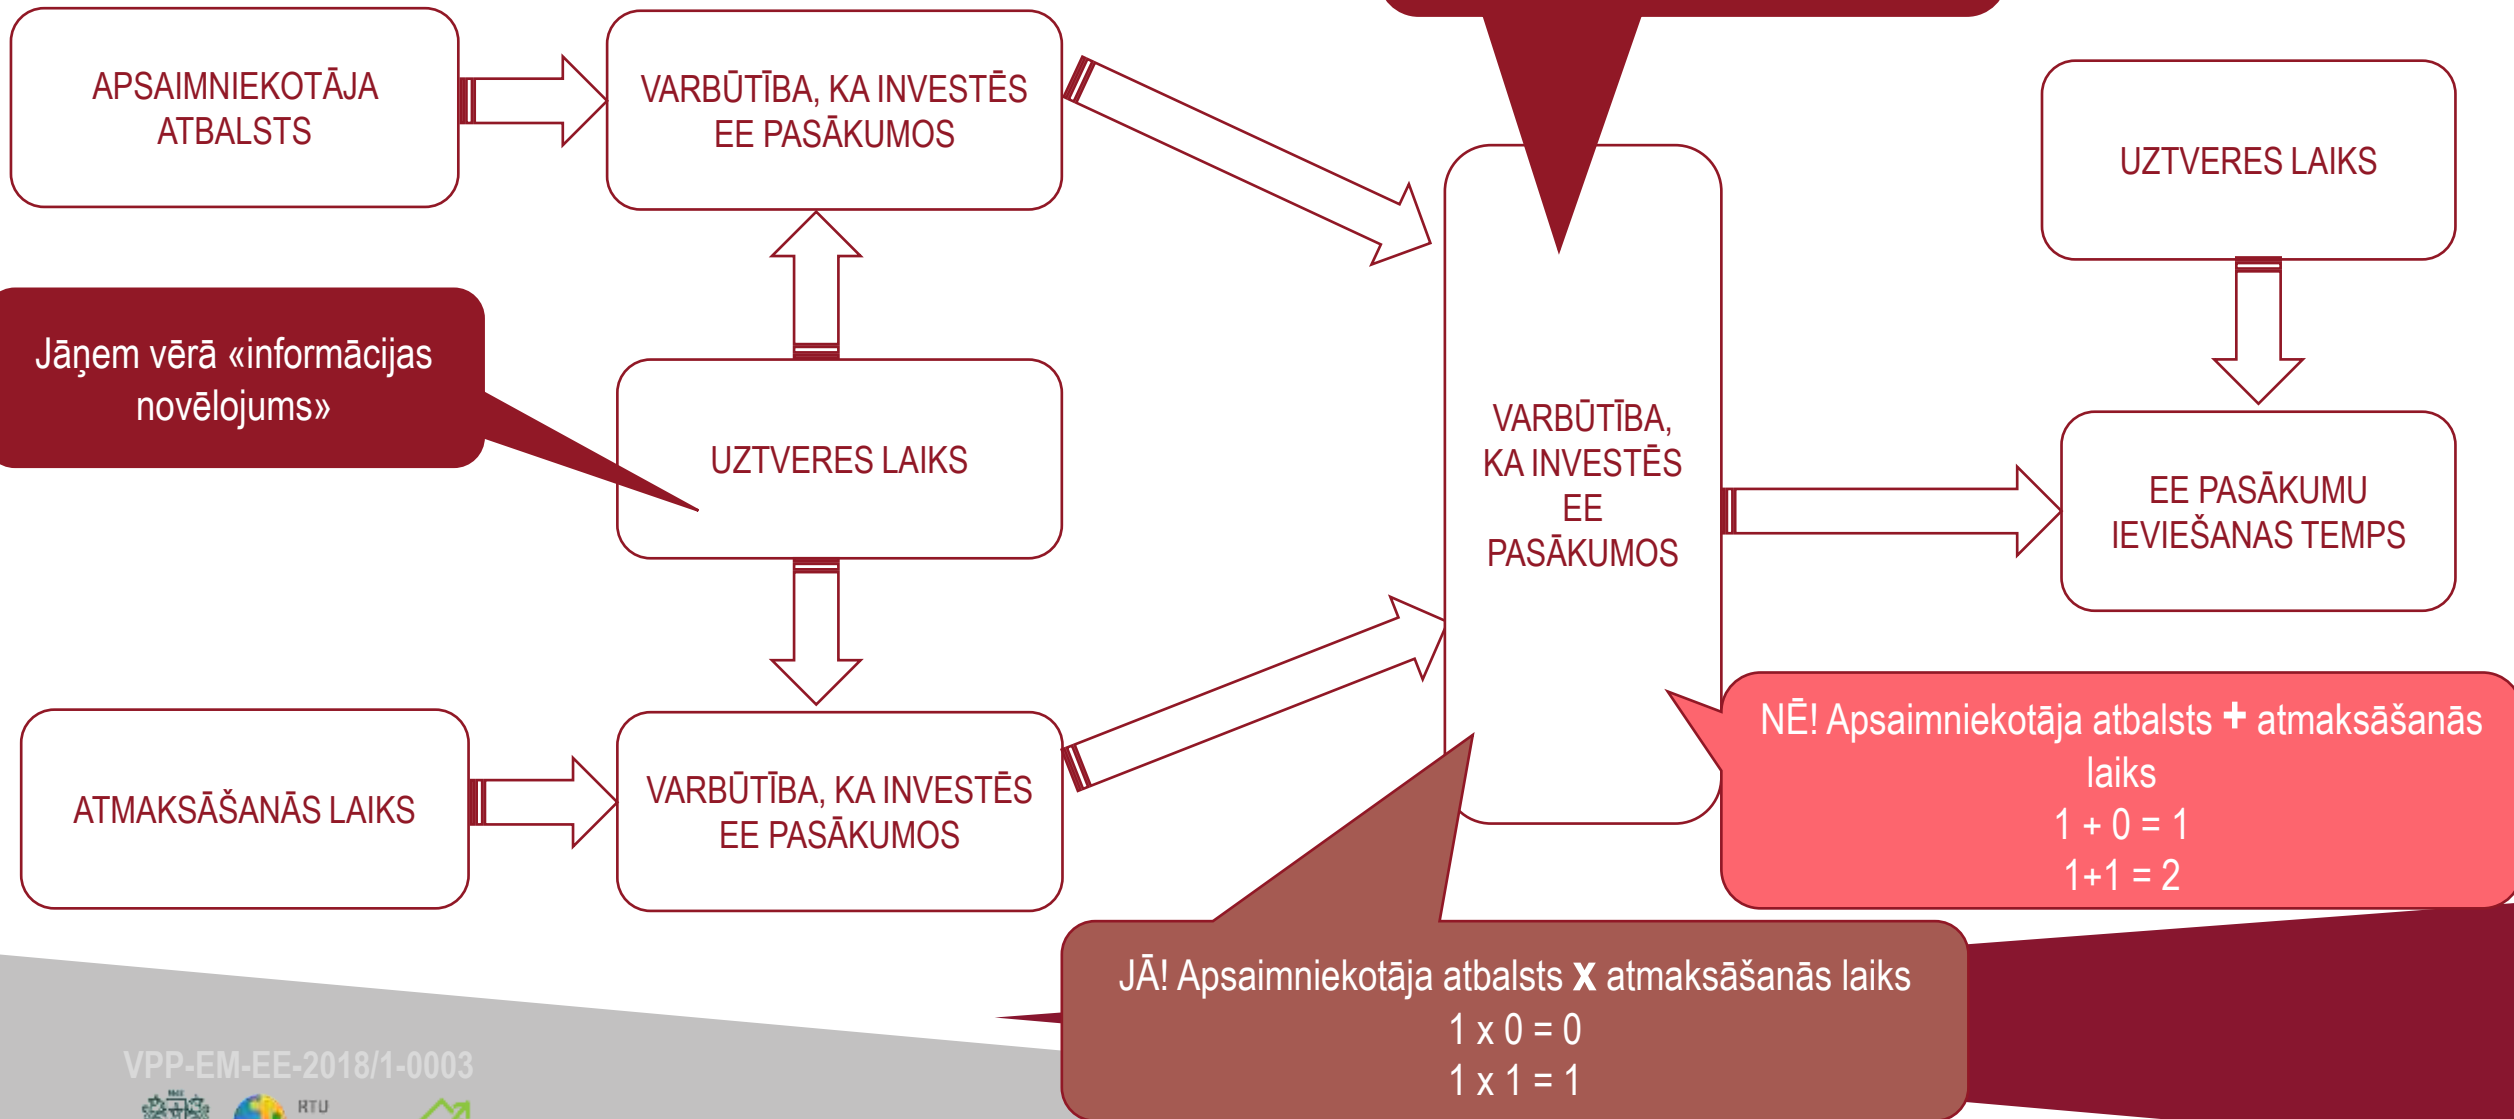 APSAIMNIEKOTĀJA
ATBALSTS
VARBŪTĪBA, KA INVESTĒS
EE PASĀKUMOS
UZTVERES LAIKS
Jāņem vērā «informācijas
novēlojums»
UZTVERES LAIKS
VARBŪTĪBA,
KA INVESTĒS
EE
PASĀKUMOS
EE PASĀKUMU
IEVIEŠANAS TEMPS
ATMAKSĀŠANĀS LAIKS
VARBŪTĪBA, KA INVESTĒS
EE PASĀKUMOS
NĒ! Apsaimniekotāja atbalsts + atmaksāšanās
laiks
1 + 0 = 1
1+1 = 2
JĀ! Apsaimniekotāja atbalsts x atmaksāšanās laiks
1 x 0 = 0
1 x 1 = 1
VPP-EM-EE-2018/1-0003
RTU